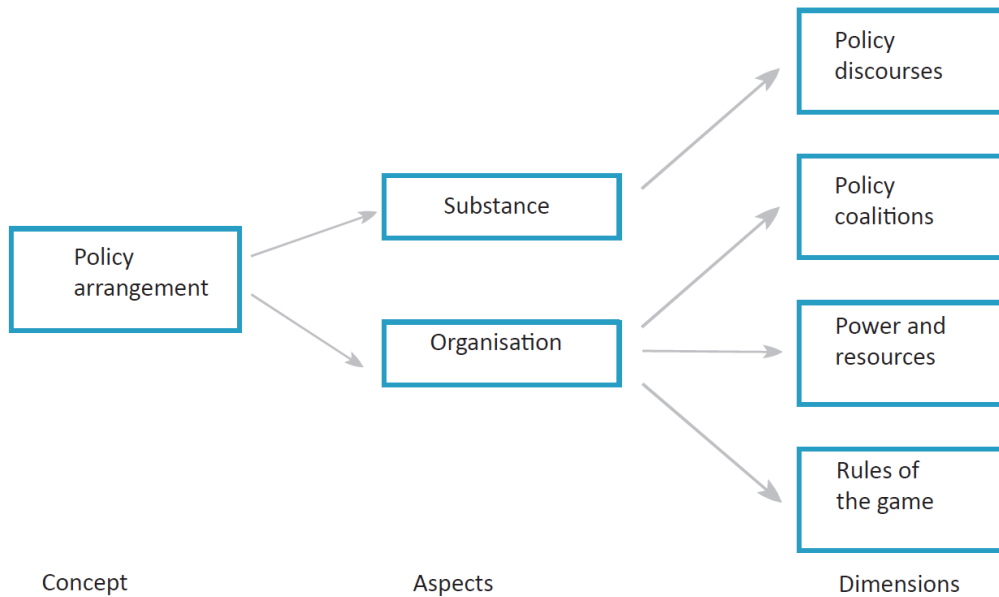 Policy
discourses
Policy
coalitions
Substance
Policy
arrangement
Organisation
Power and
resources
Rules of
the game
Concept
Aspects
Dimensions